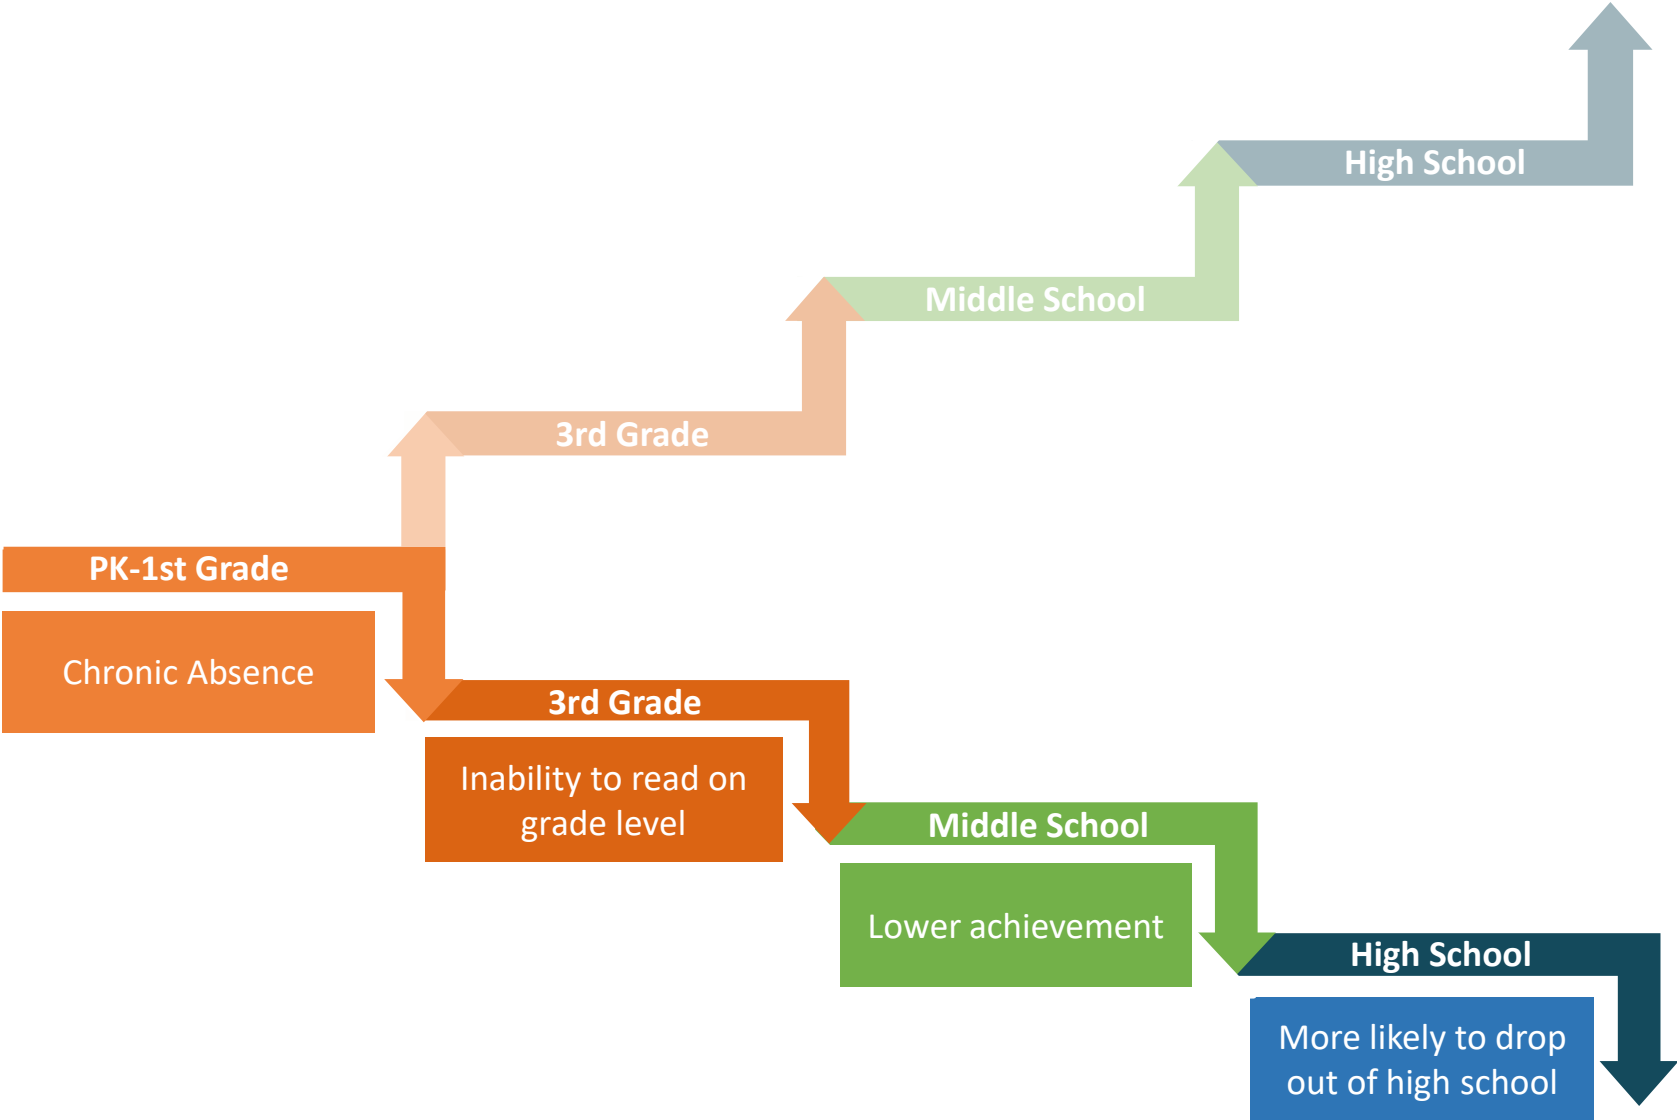 High School
Middle School
3rd Grade
PK-1st Grade
Chronic Absence
3rd Grade
Inability to read on
grade level
Middle School
Lower achievement
High School
More likely to drop
out of high school